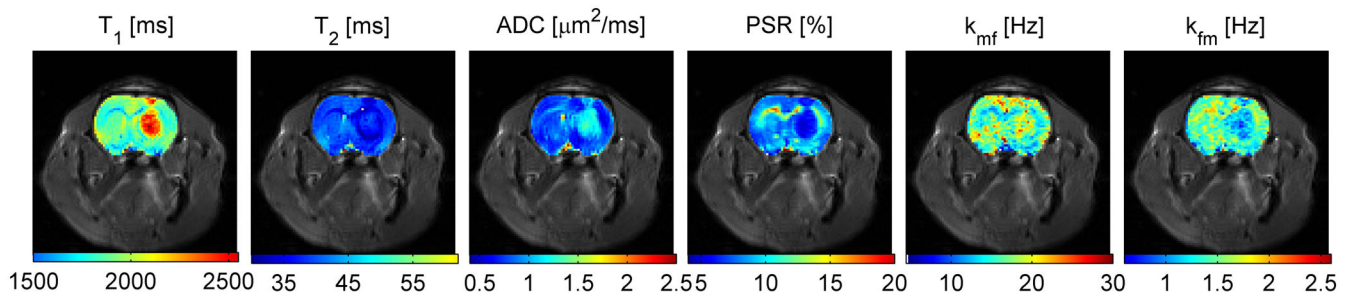 T₁ [ms] T₂ [ms] ADC [μm²/ms] PSR [%] kmf [Hz] kfm [Hz]
1500 2000 2500 35 45 55 0.5 1 1.5 2 2.5 5 10 15 20 10 20 30 1 1.5 2 2.5